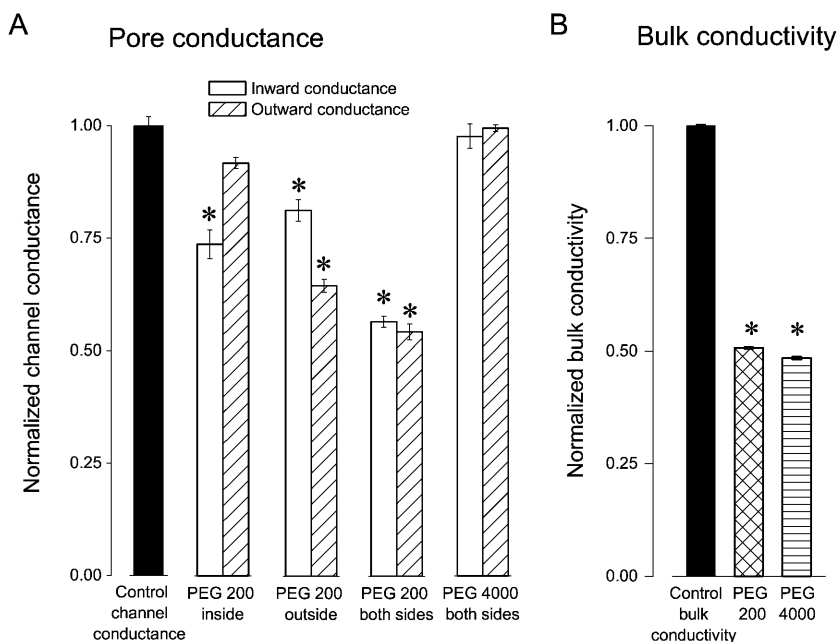 A
Pore conductance
Inward conductance
Outward conductance
Normalized channel conductance
1.00
0.75
0.50
0.25
0.00
*
*
*
*
*
Control
channel
conductance
PEG 200
inside
PEG 200
outside
PEG 200
both sides
PEG 4000
both sides
B
Bulk conductivity
Normalized bulk conductivity
1.00
0.75
0.50
0.25
0.00
*
*
Control
bulk
conductivity
PEG
200
PEG
4000